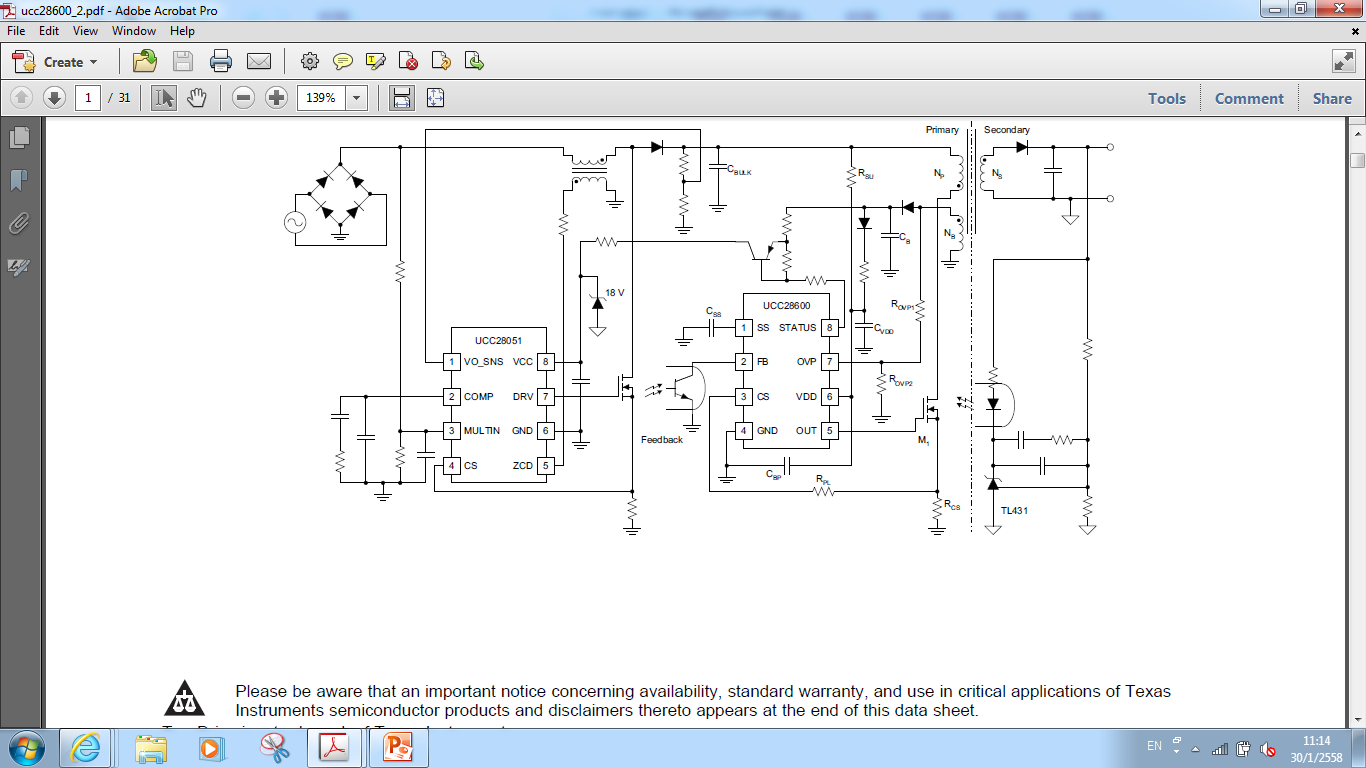 ucc28600_2.pdf - Adobe Acrobat Pro
File Edit View Window Help
Create
1 / 31 139% Tools Comment Share
Primary Secondary
CBULK
RSU
NP NS
CB NB
18 V
ROVP1
UCC28600
CSS
1 SS STATUS 8
CVDD
UCC28051
1 VO_SNS VCC 8
2 FB OVP 7
ROVP2
2 COMP DRV 7
3 CS VDD 6
3 MULTIN GND 6
4 GND OUT 5
Feedback
M1
4 CS ZCD 5
CBP
RPL
RCS
TL431
Please be aware that an important notice concerning availability, standard warranty, and use in critical applications of Texas
Instruments semiconductor products and disclaimers thereto appears at the end of this data sheet.
EN
11:14
30/1/2558